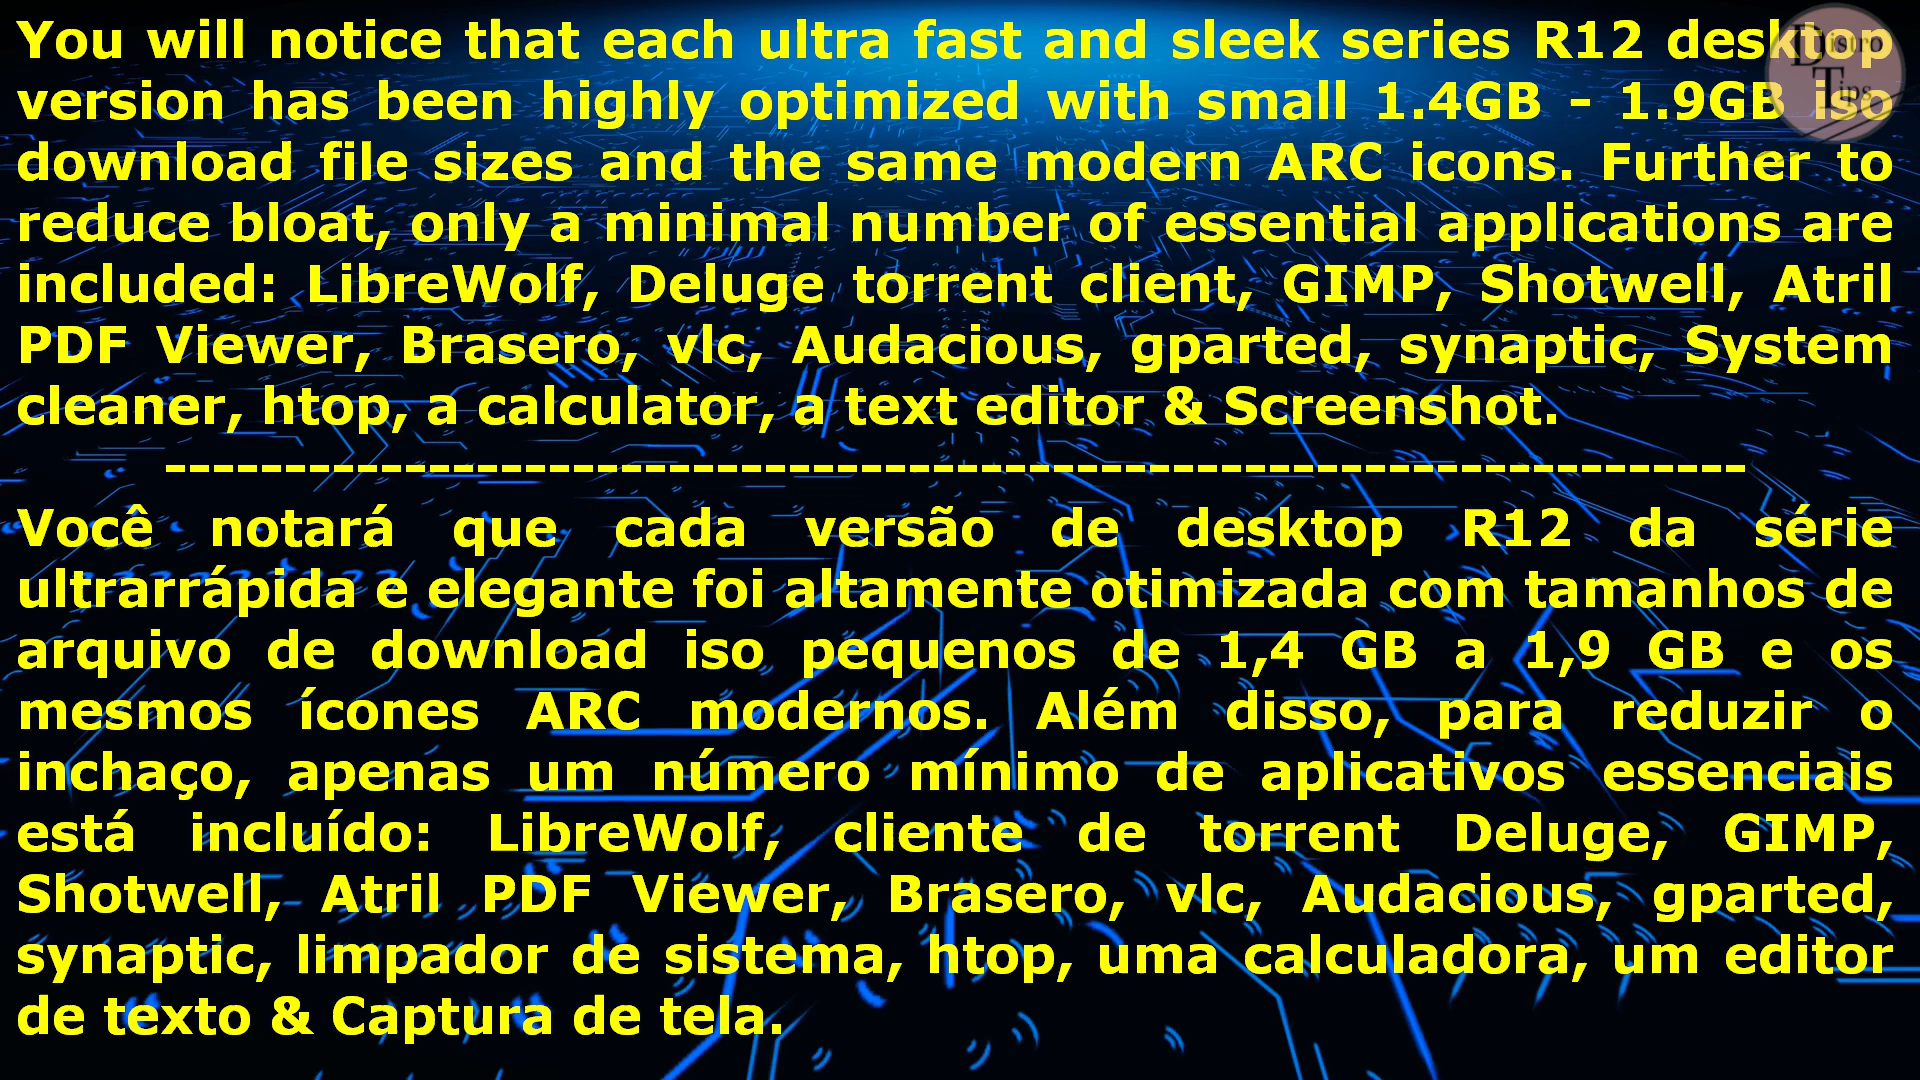 You will notice that each ultra fast and sleek series R12 desktop
version has been highly optimized with small 1.4GB - 1.9GB iso
download file sizes and the same modern ARC icons. Further to
reduce bloat, only a minimal number of essential applications are
included: LibreWolf, Deluge torrent client, GIMP, Shotwell, Atril
PDF Viewer, Brasero, vlc, Audacious, gparted, synaptic, System
cleaner, htop, a calculator, a text editor & Screenshot.
--------------------------------------------------------------------
Você notará que cada versão de desktop R12 da série
ultrarrápida e elegante foi altamente otimizada com tamanhos de
arquivo de download iso pequenos de 1,4 GB a 1,9 GB e os
mesmos ícones ARC modernos. Além disso, para reduzir o
inchaço, apenas um número mínimo de aplicativos essenciais
está incluído: LibreWolf, cliente de torrent Deluge, GIMP,
Shotwell, Atril PDF Viewer, Brasero, vlc, Audacious, gparted,
synaptic, limpador de sistema, htop, uma calculadora, um editor
de texto & Captura de tela.
Distro
Tips